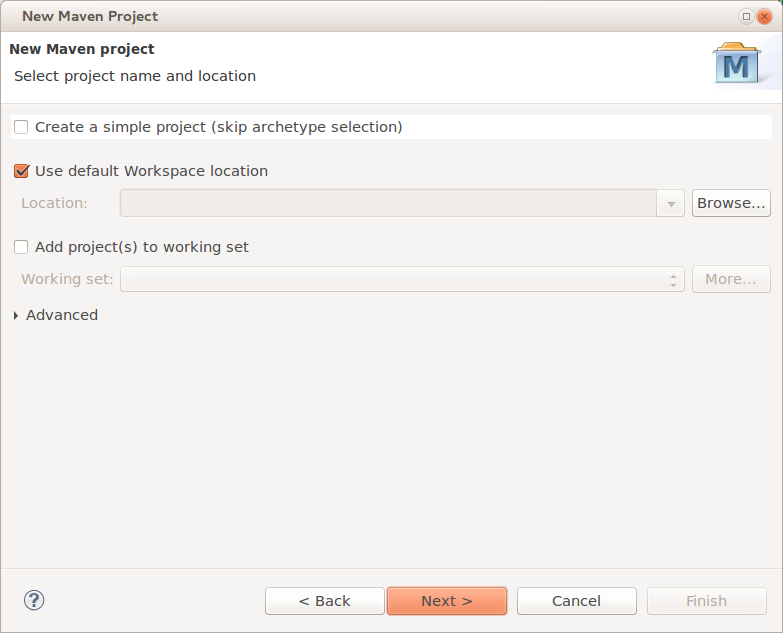 New Maven Project
New Maven project
Select project name and location
M
Create a simple project (skip archetype selection)
Use default Workspace location
Location:
Browse...
Add project(s) to working set
Working set:
More...
Advanced
?
< Back
Next >
Cancel
Finish